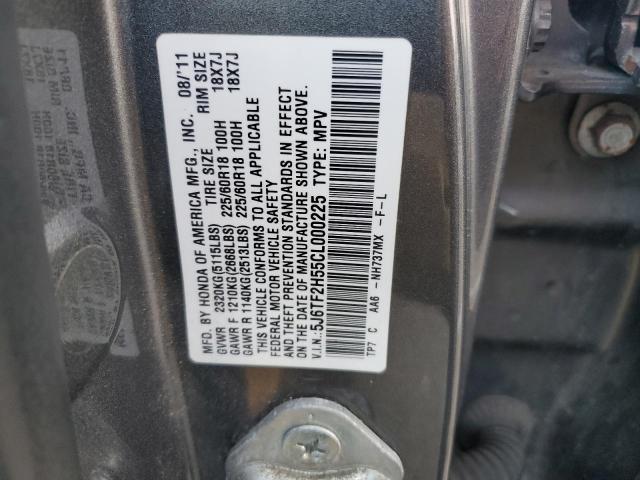 MFD. BY HONDA OF AMERICA MFG., INC. 08/'11
TIRE SIZE RIM SIZE
GVWR 2320KG(5115LBS)
GAWR F 1210KG(2668LBS) 225/60R18 100H 18X7J
GAWR R 1140KG(2513LBS) 225/60R18 100H 18X7J
THIS VEHICLE CONFORMS TO ALL APPLICABLE
FEDERAL MOTOR VEHICLE SAFETY
AND THEFT PREVENTION STANDARDS IN EFFECT
ON THE DATE OF MANUFACTURE SHOWN ABOVE.
V.I.N.: 5J6TF2H55CL000225 TYPE: MPV
TP7 C AA6 -NH737MX -F-L